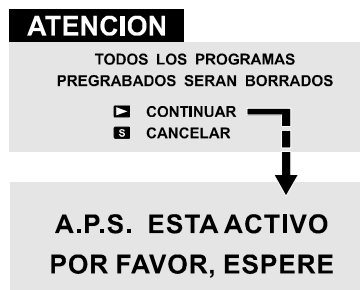 ATENCION
TODOS LOS PROGRAMAS
PREGRABADOS SERAN BORRADOS
CONTINUAR
S CANCELAR
A.P.S. ESTA ACTIVO
POR FAVOR, ESPERE